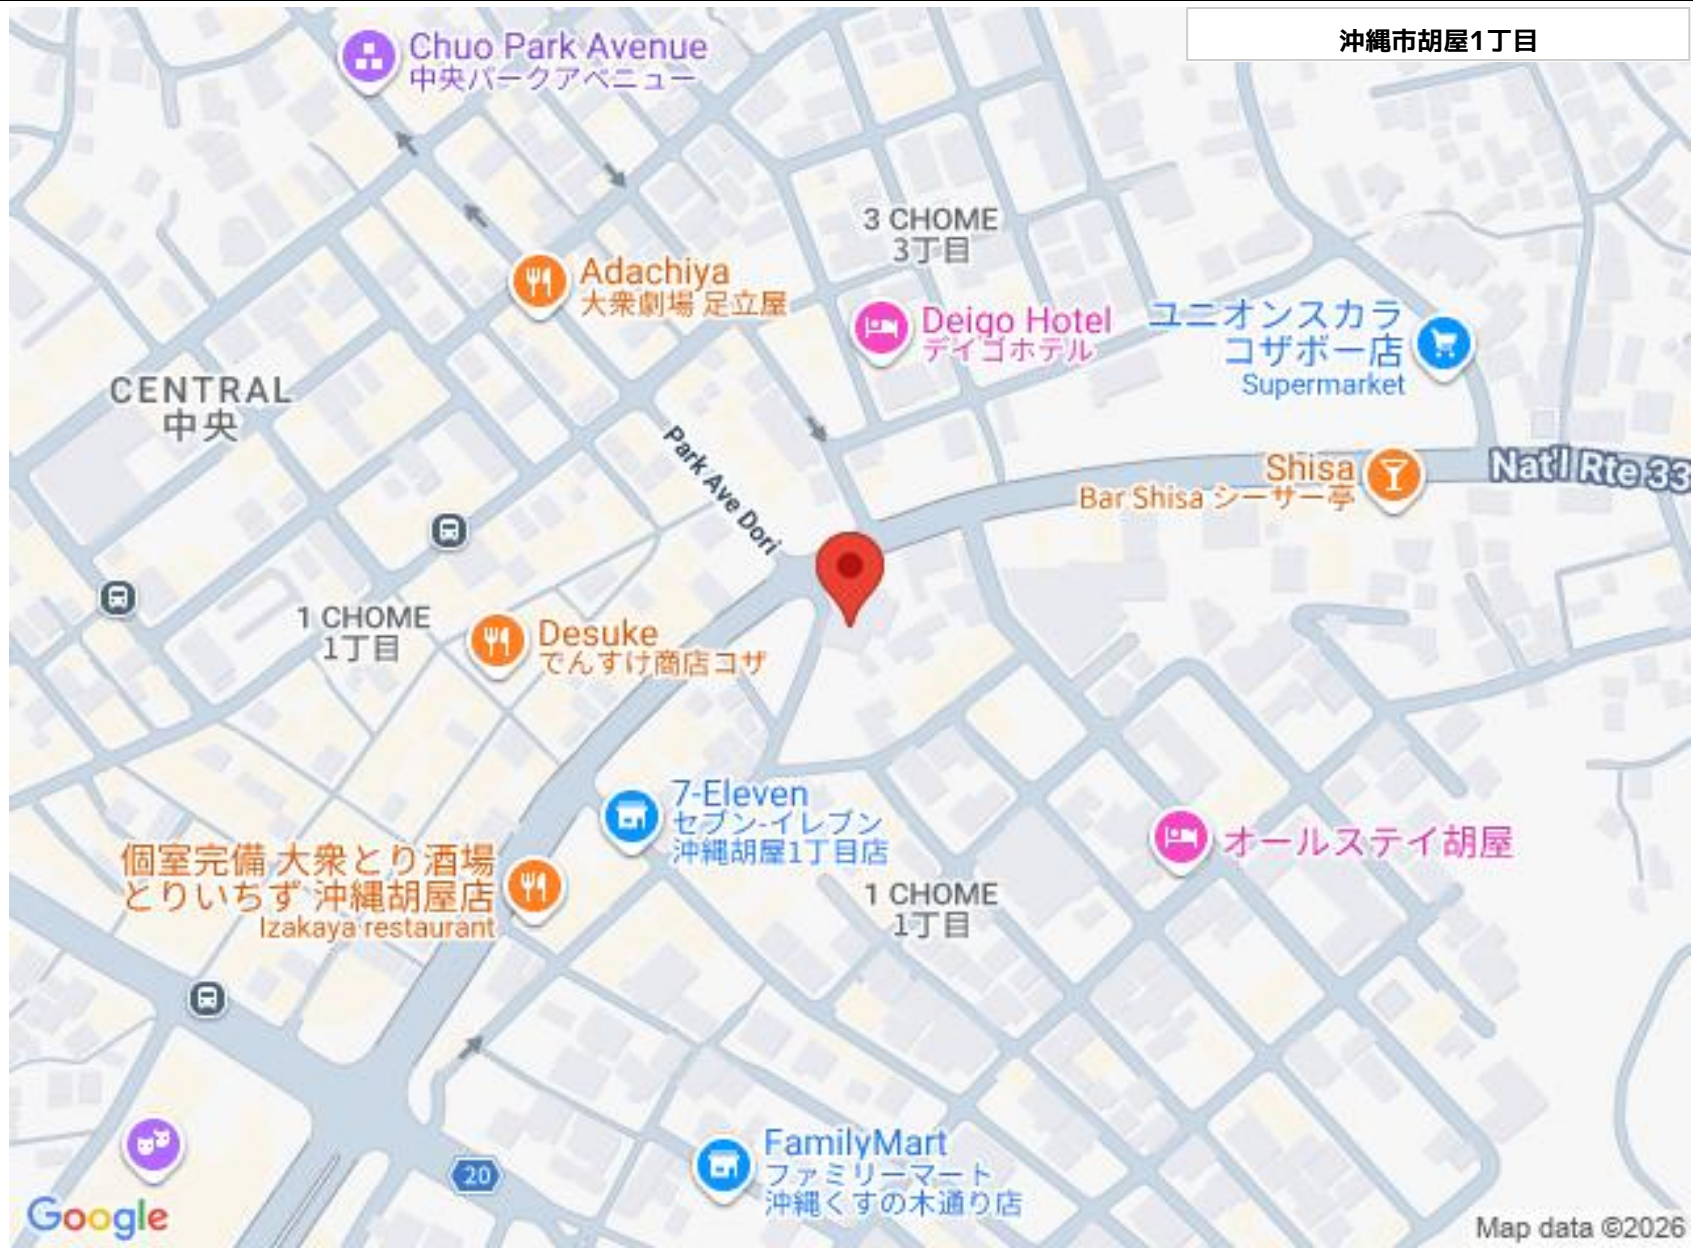 沖縄市胡屋1丁目
Chuo Park Avenue
中央パークアベニュー
3 CHOME
3丁目
Adachiya
大衆劇場 足立屋
Deigo Hotel
デイゴホテル
ユニオンスカラ
コザボー店
Supermarket
CENTRAL
中央
Park Ave Dori
Shisa
Bar Shisa シーサー亭
Nat'l Rte 33
1 CHOME
1丁目
Desuke
でんすけ商店コザ
7-Eleven
セブン-イレブン
沖縄胡屋1丁目店
オールステイ胡屋
個室完備 大衆とり酒場
とりいちず 沖縄胡屋店
Izakaya restaurant
1 CHOME
1丁目
20
FamilyMart
ファミリーマート
沖縄くすの木通り店
Google
Map data ©2026